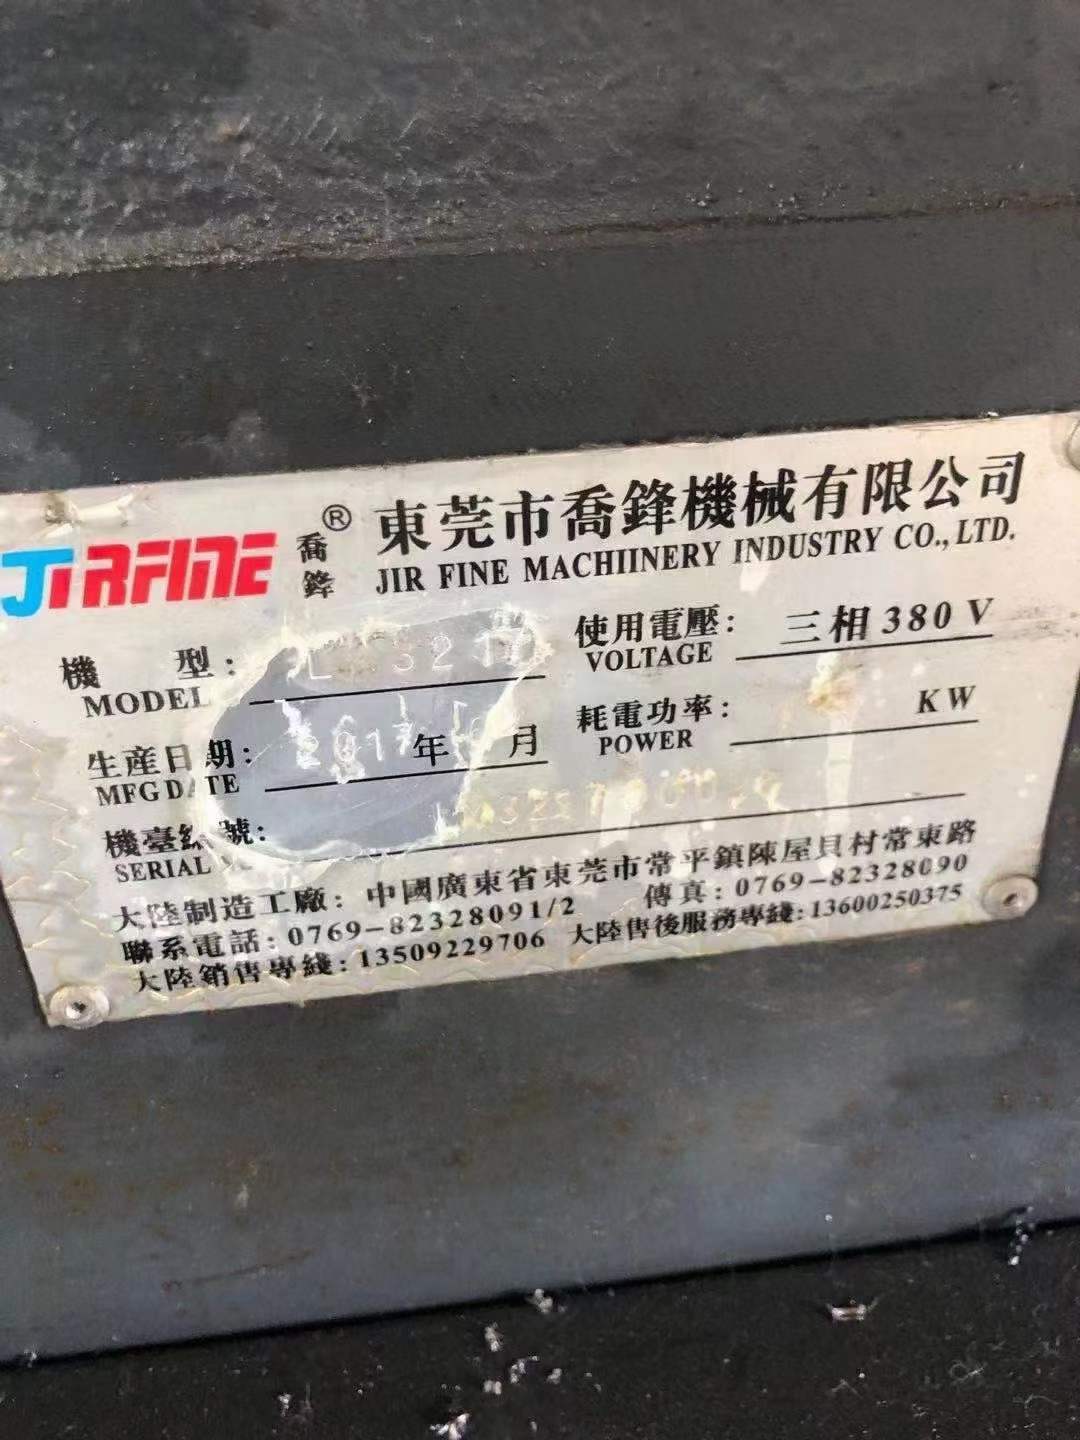 JIRFINE ® 喬鋒 東莞市喬鋒機械有限公司
JIR FINE MACHIINERY INDUSTRY CO., LTD.
機 型: 使用電壓: 三相 380 V
MODEL VOLTAGE
生産日期: 2017 年 月 耗電功率: KW
MFG DATE POWER
機臺 號:
SERIAL
大陸制造工廠: 中國廣東省東莞市常平鎮陳屋貝村常東路
聯系電話: 0769-82328091/2 傳真: 0769-82328090
大陸銷售專綫: 13509229706 大陸售後服務專綫: 13600250375